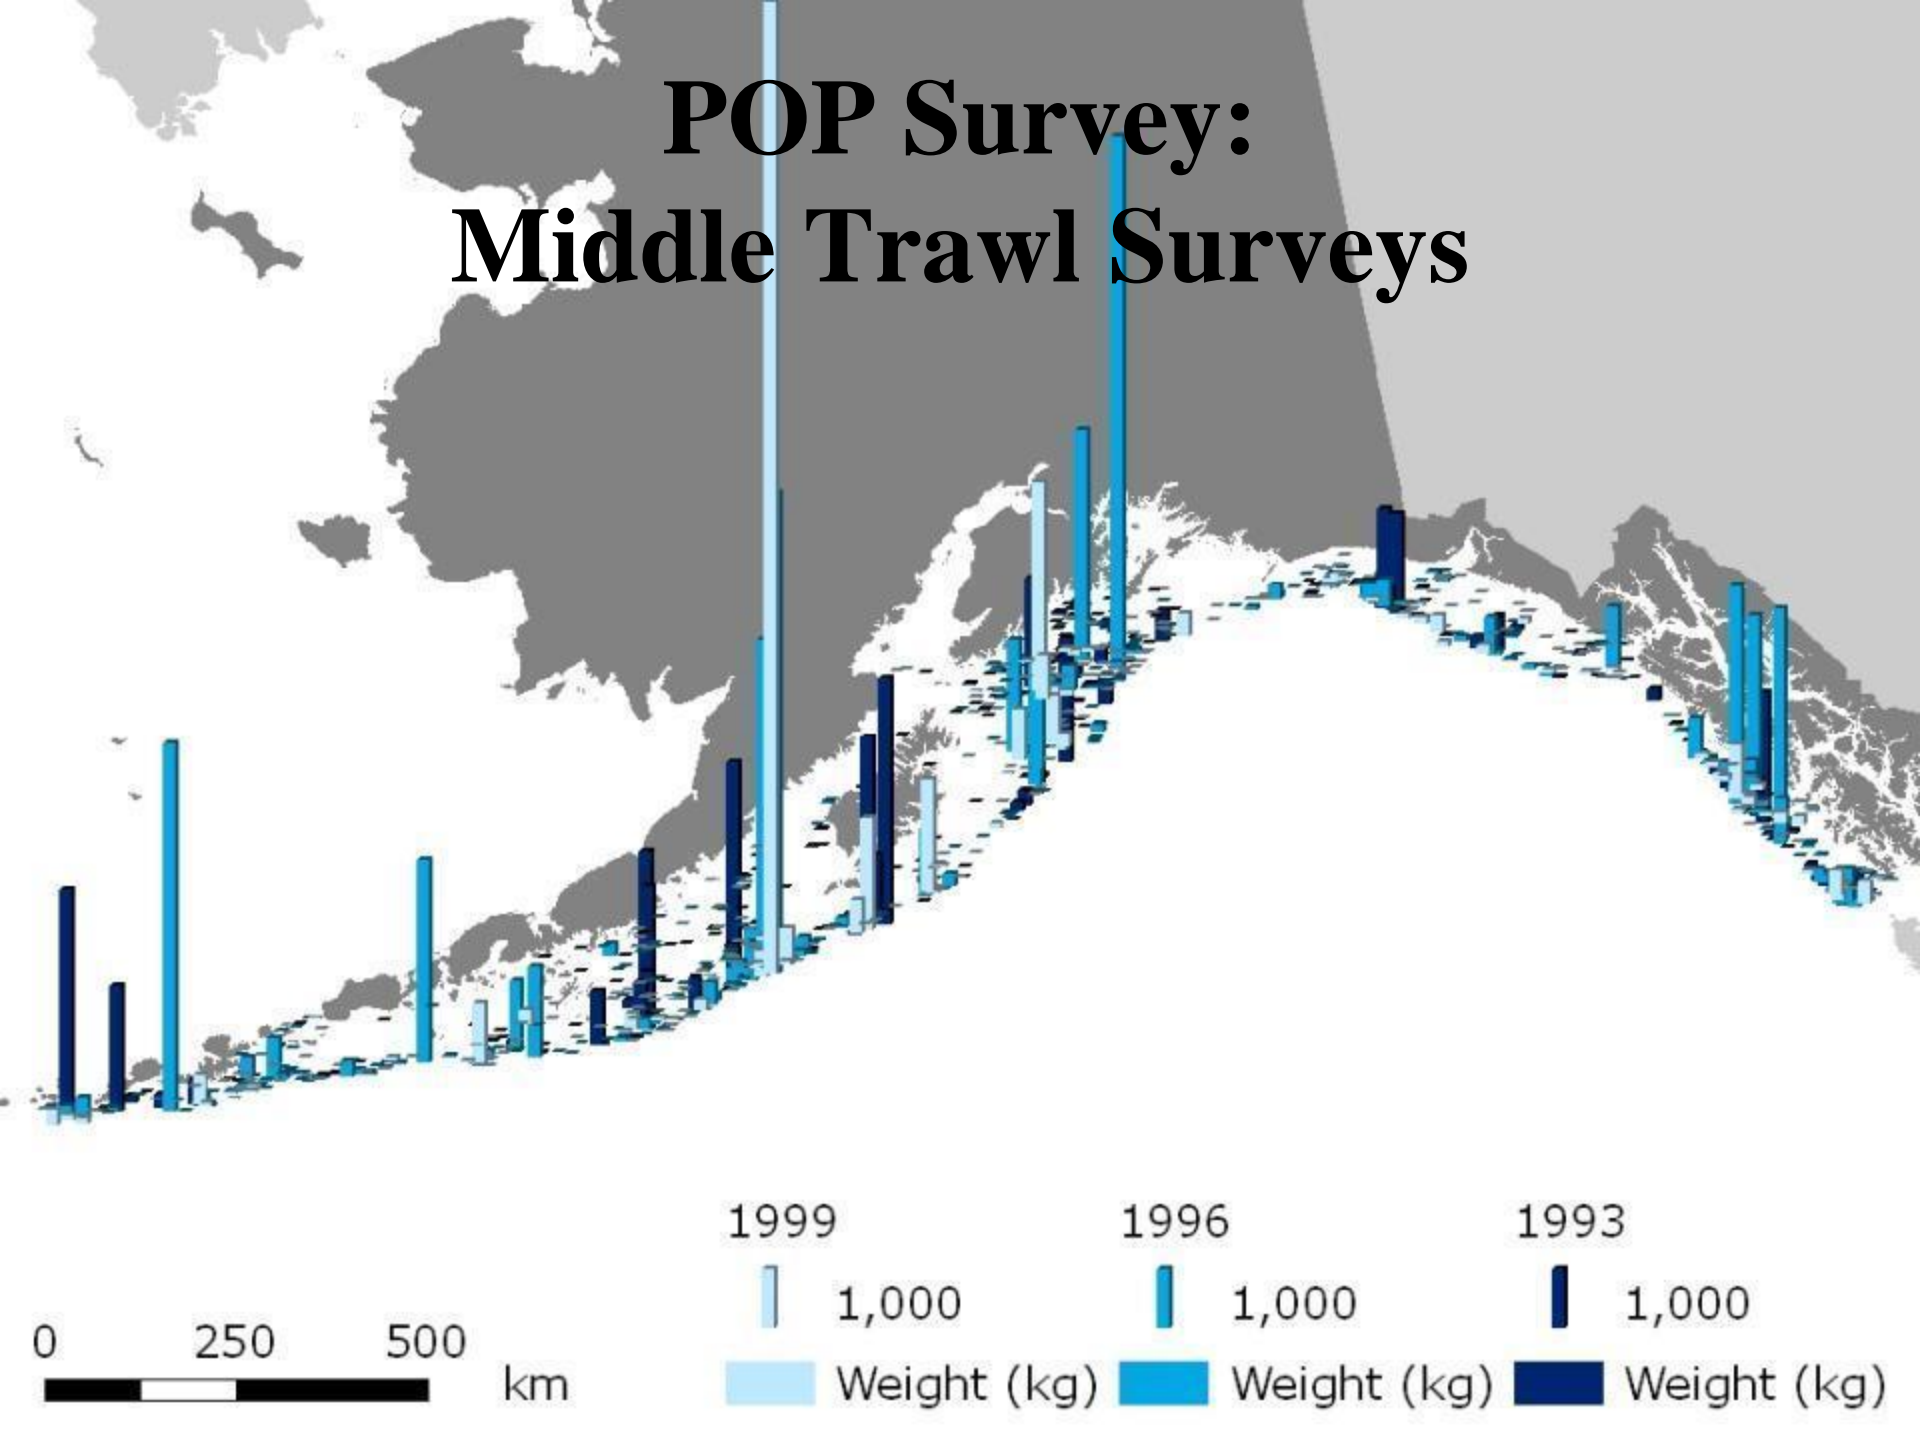 POP Survey:
Middle Trawl Surveys
1999 1996 1993
1,000 1,000 1,000
0 250 500
km Weight (kg) Weight (kg) Weight (kg)